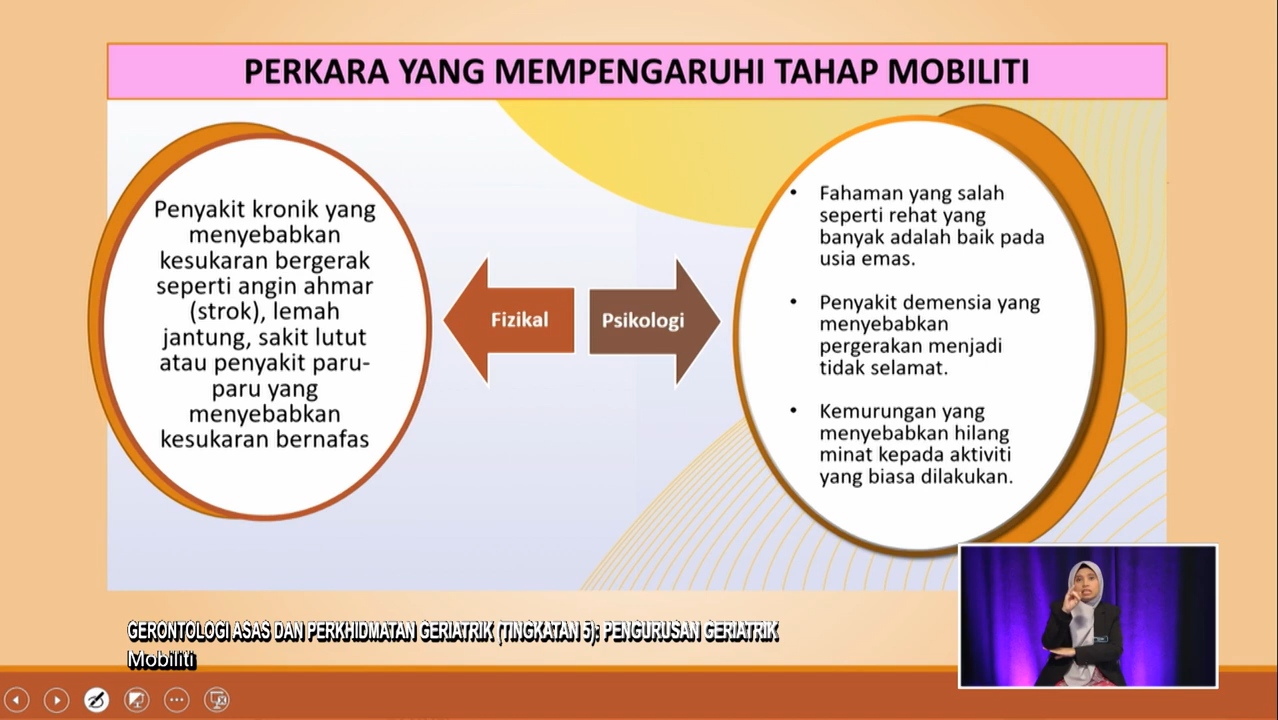 PERKARA YANG MEMPENGARUHI TAHAP MOBILITI
Penyakit kronik yang
menyebabkan
kesukaran bergerak
seperti angin ahmar
(strok), lemah
jantung, sakit lutut
atau penyakit paru-
paru yang
menyebabkan
kesukaran bernafas
Fizikal
Psikologi
• Fahaman yang salah
seperti rehat yang
banyak adalah baik pada
usia emas.
• Penyakit demensia yang
menyebabkan
pergerakan menjadi
tidak selamat.
• Kemurungan yang
menyebabkan hilang
minat kepada aktiviti
yang biasa dilakukan.
GERONTOLOGI ASAS DAN PERKHIDMATAN GERIATRIK (TINGKATAN 5): PENGURUSAN GERIATRIK
Mobiliti